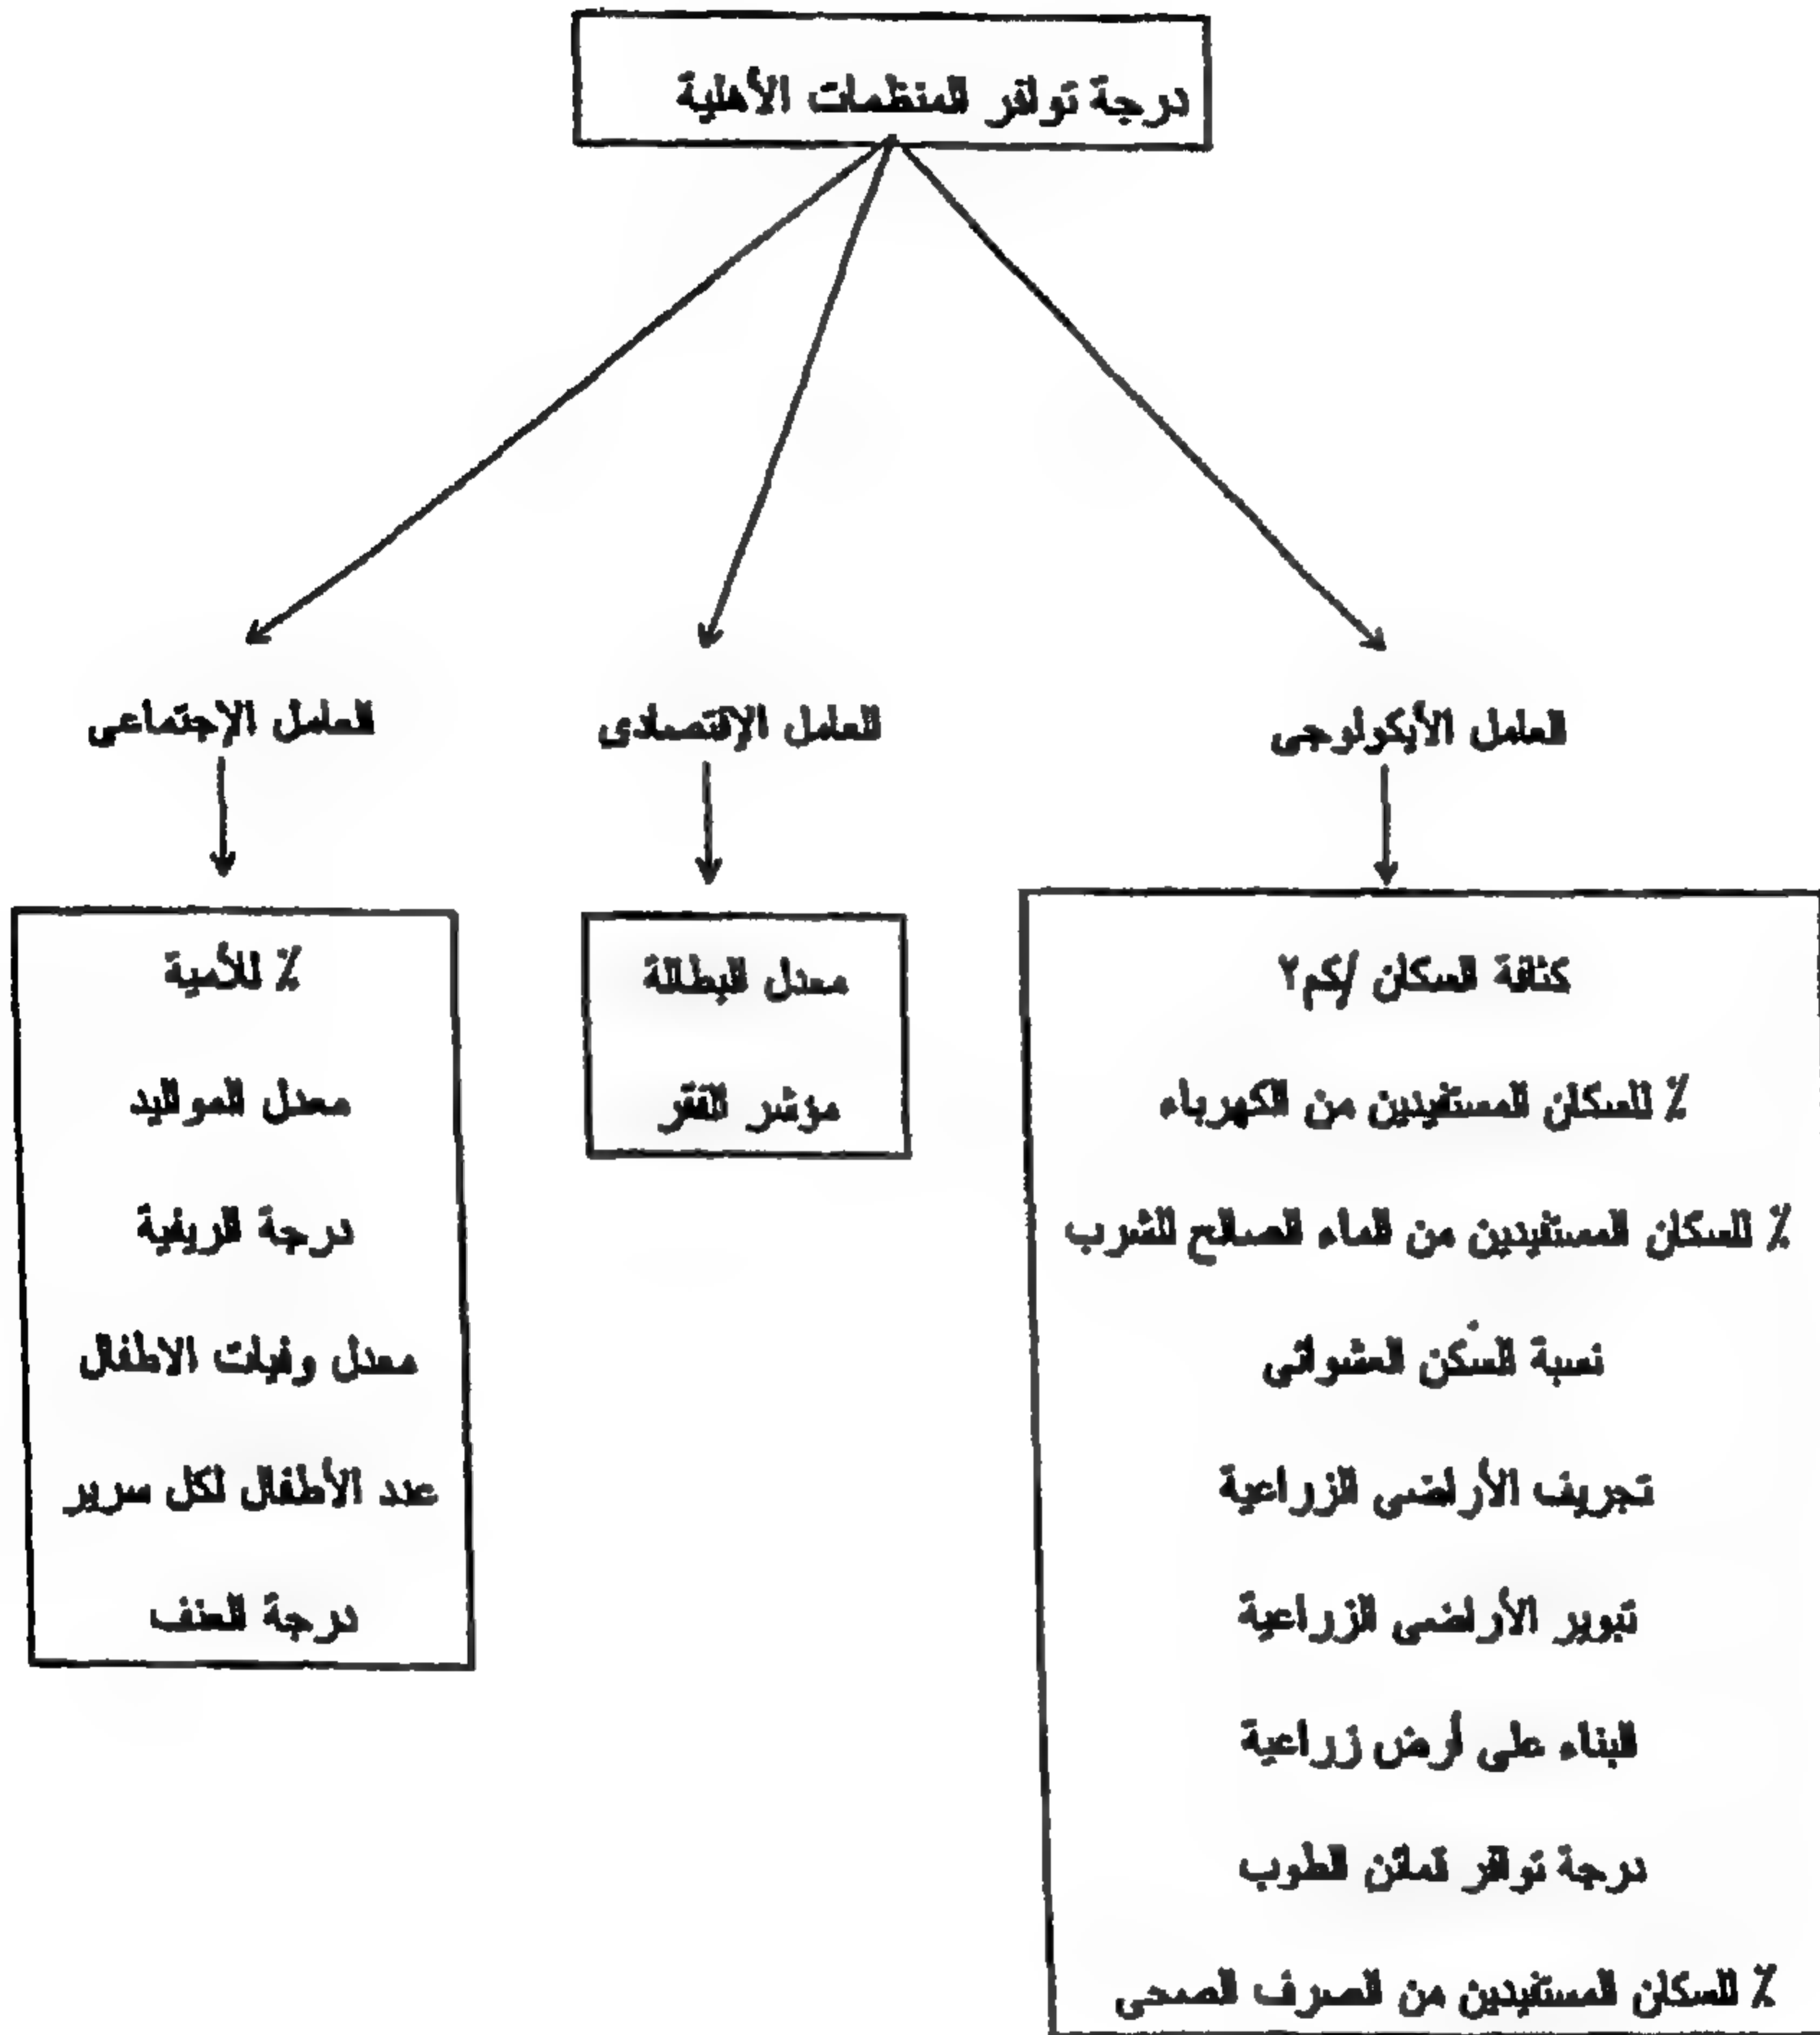 درجة توافر المنظمات الأهلية
العامل الأيكولوجى
كثافة السكان /كم٢
٪ للسكان المستفيدين من الكهرباء
٪ للسكان المستفيدين من الماء الصالح للشرب
نسبة السكن العشوائى
تجريف الأراضى الزراعية
تبوير الأراضى الزراعية
البناء على أرض زراعية
درجة توافر قمائن الطوب
٪ للسكان المستفيدين من الصرف الصحى
العامل الإقتصادى
معدل البطالة
مؤشر الفقر
العامل الإجتماعى
٪ للأمية
معدل المواليد
درجة الريفية
معدل وفيات الاطفال
عدد الأطفال لكل سرير
درجة العنف